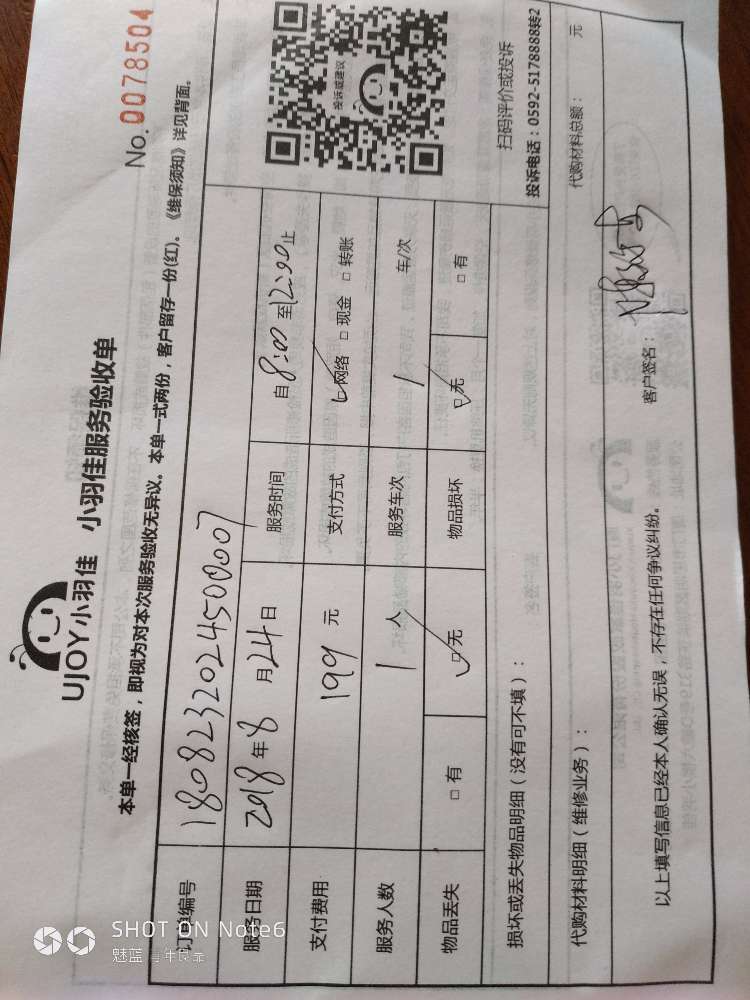 UJOY小羽佳 小羽佳服务验收单
No.0078504
本单一经核签，即视为对本次服务验收无异议。本单一式两份，客户留存一份(红)。《维保须知》详见背面。
订单编号 180823202450007
服务日期 2018年8月24日 服务时间 自8:00至12:00止
支付费用 199元 支付方式 □网络 □现金 □转账
服务人数 1人 服务车次 1 车/次
物品丢失 □有 □无 物品损坏 □无 □有
投诉或建议
扫码评价或投诉
投诉电话：0592-5178888转2
损坏或丢失物品明细（没有可不填）：
代购材料明细（维修业务）： 代购材料总额： 元
以上填写信息已经本人确认无误，不存在任何争议纠纷。 客户签名：
SHOT ON Note6
魅蓝 青年良品